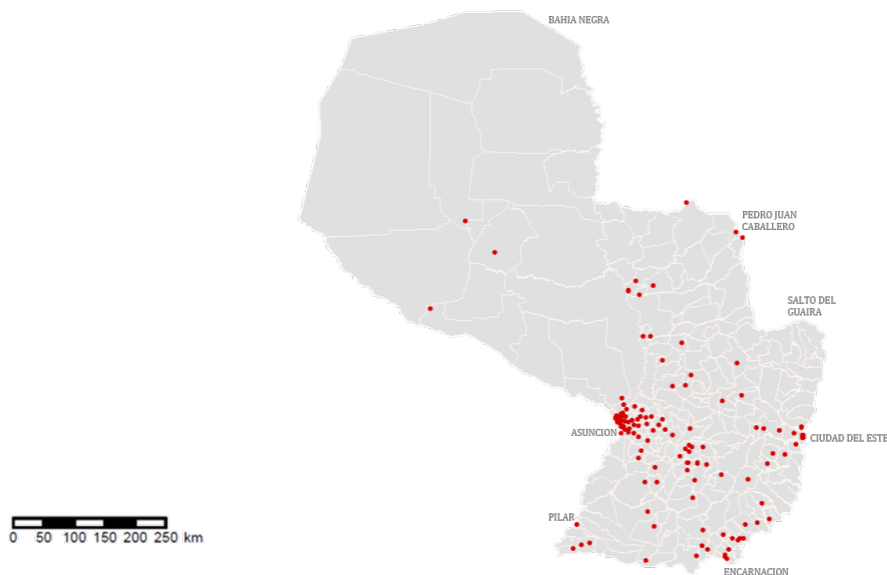 BAHIA NEGRA
PEDRO JUAN
CABALLERO
SALTO DEL
GUAIRA
ASUNCION
CIUDAD DEL ESTE
PILAR
0 50 100 150 200 250 km
ENCARNACION